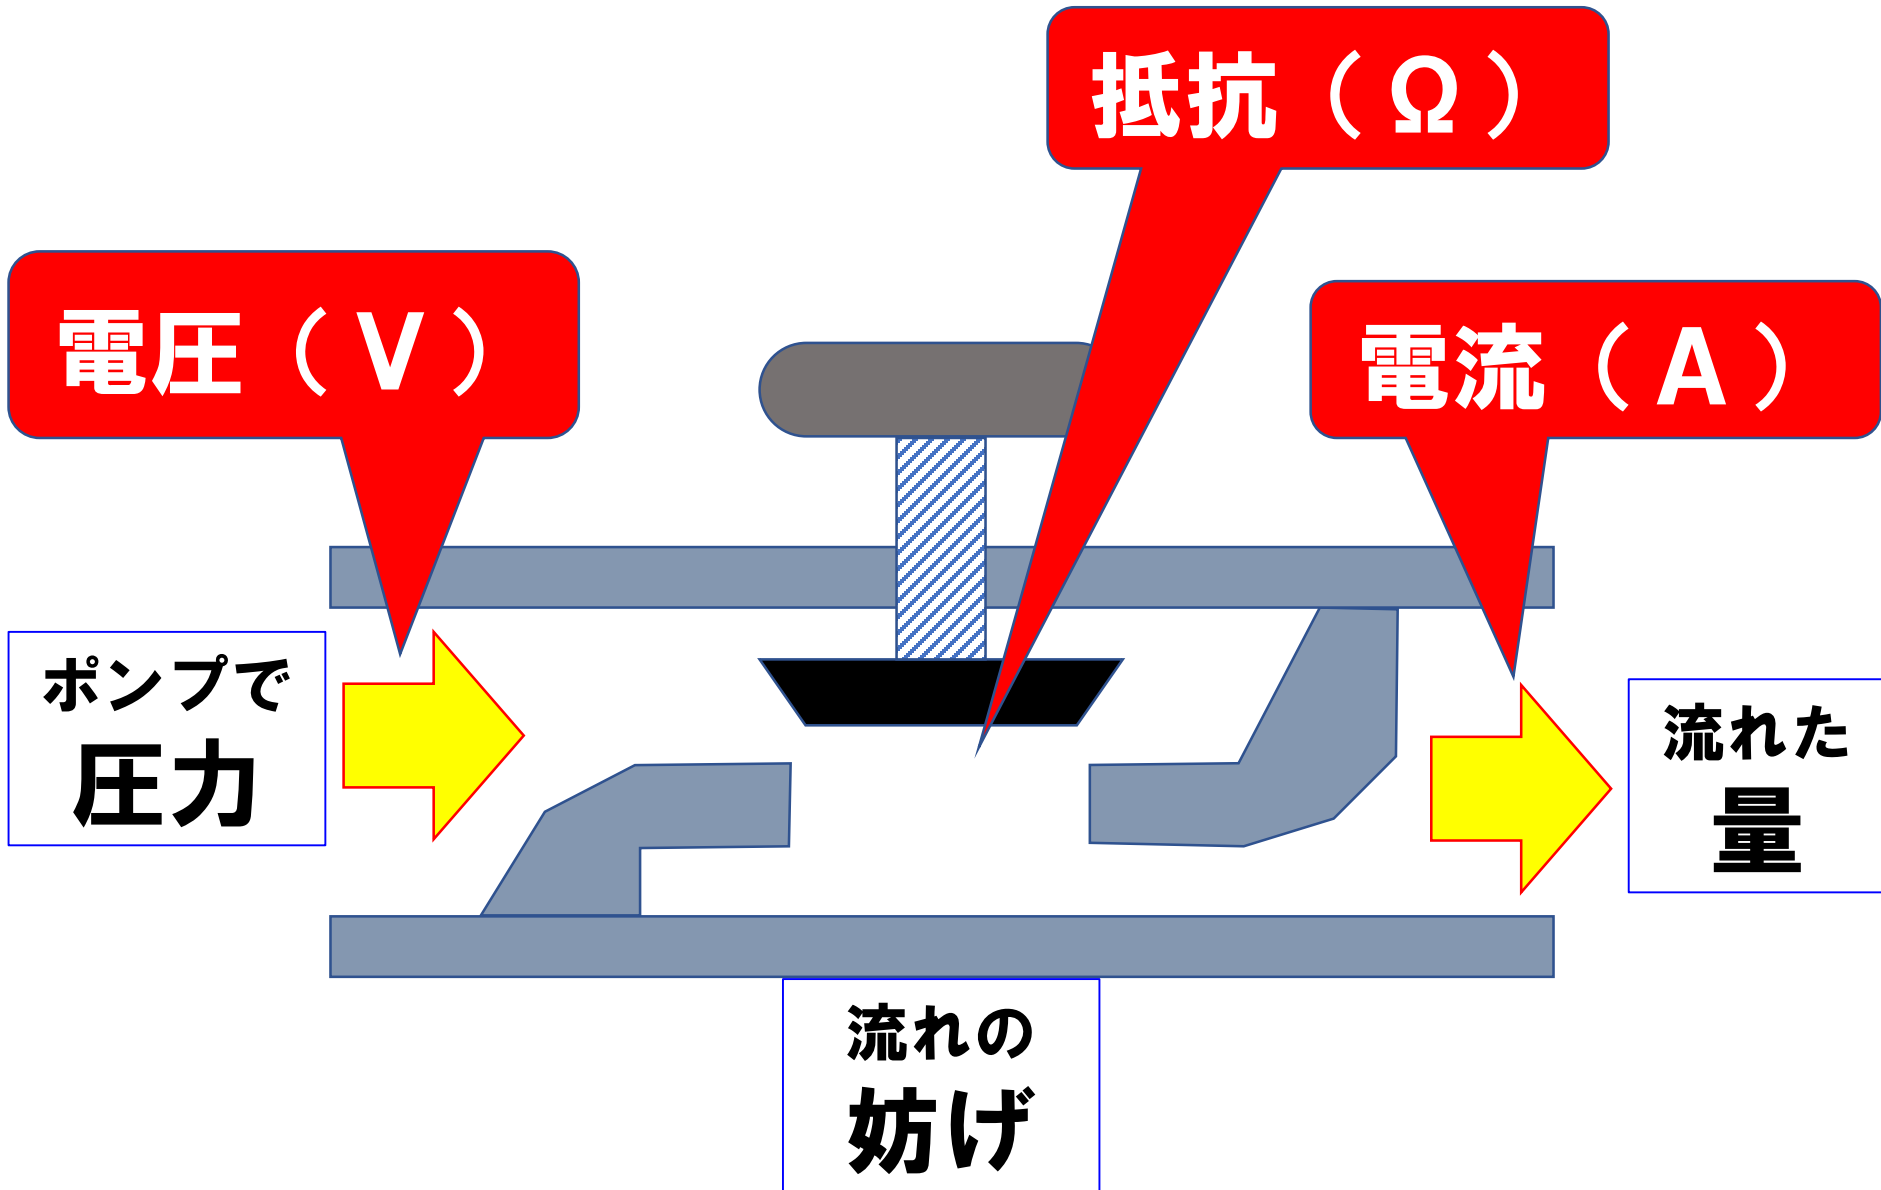 抵抗（Ω）
電圧（V）
電流（A）
ポンプで
圧力
流れた
量
流れの
妨げ